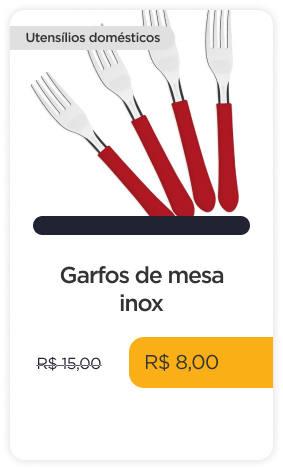 Utensílios domésticos
Garfos de mesa
inox
R$ 15,00
R$ 8,00